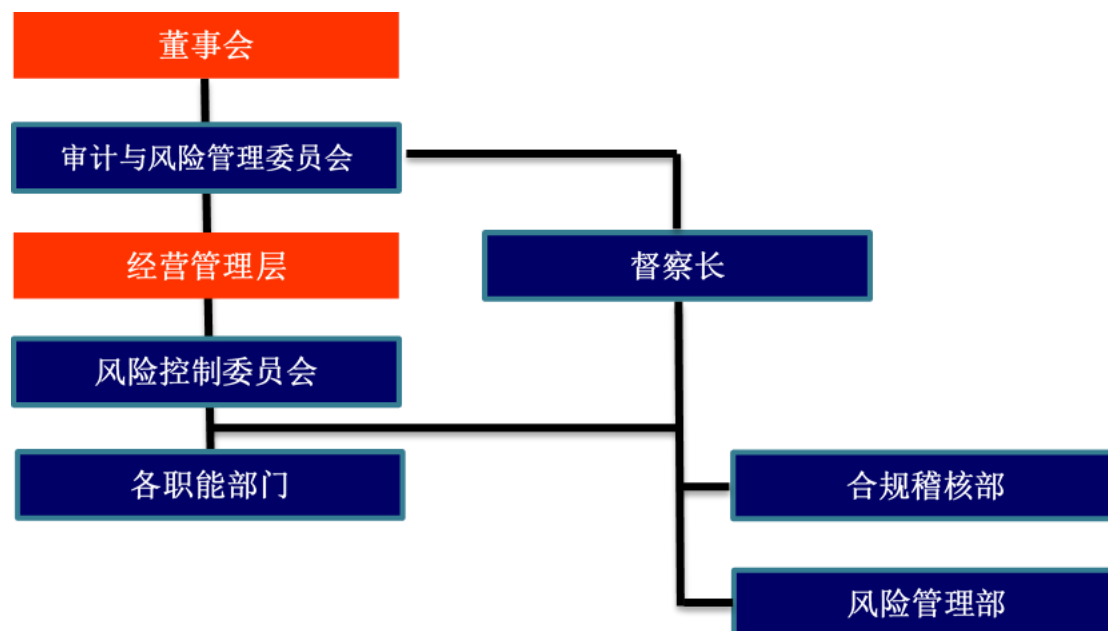 董事会
审计与风险管理委员会
经营管理层
督察长
风险控制委员会
各职能部门
合规稽核部
风险管理部